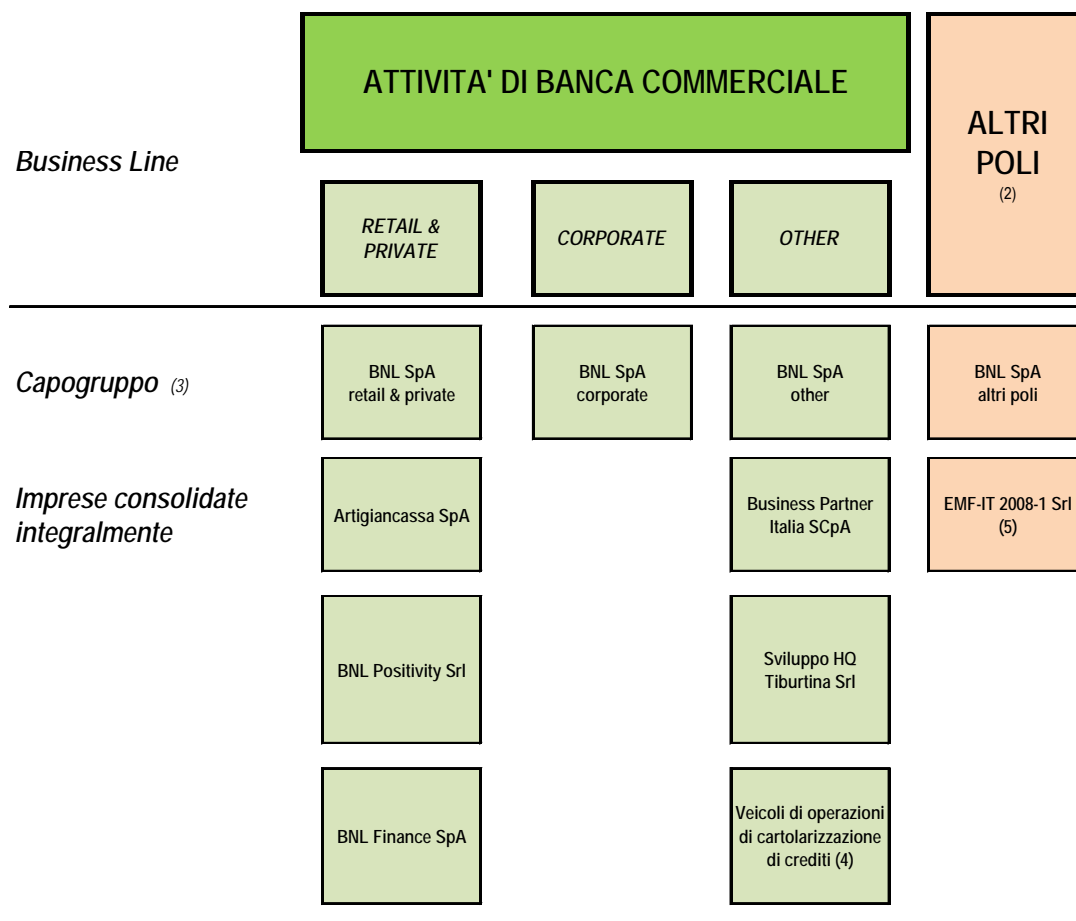 ATTIVITA' DI BANCA COMMERCIALE
ALTRI
POLI
(2)
Business Line
RETAIL &
PRIVATE
CORPORATE
OTHER
Capogruppo (3)
BNL SpA
retail & private
BNL SpA
corporate
BNL SpA
other
BNL SpA
altri poli
Imprese consolidate
integralmente
Artigiancassa SpA
Business Partner
Italia SCpA
EMF-IT 2008-1 Srl
(5)
BNL Positivity Srl
Sviluppo HQ
Tiburtina Srl
BNL Finance SpA
Veicoli di operazioni
di cartolarizzazione
di crediti (4)